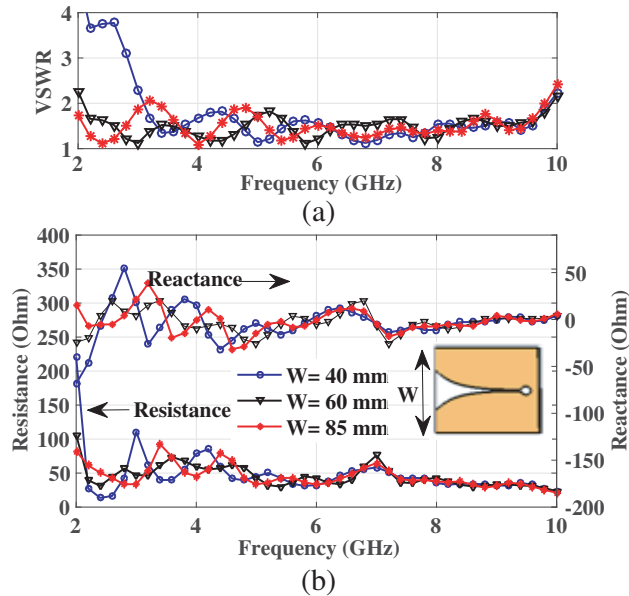 4
3
2
1
VSWR
2 4 6 8 10
Frequency (GHz)
(a)
400
350
300
250
200
150
100
50
0
Resistance (Ohm)
Reactance
Resistance
W= 40 mm
W= 60 mm
W= 85 mm
W
50
0
-50
-100
-150
-200
Reactance (Ohm)
2 4 6 8 10
Frequency (GHz)
(b)